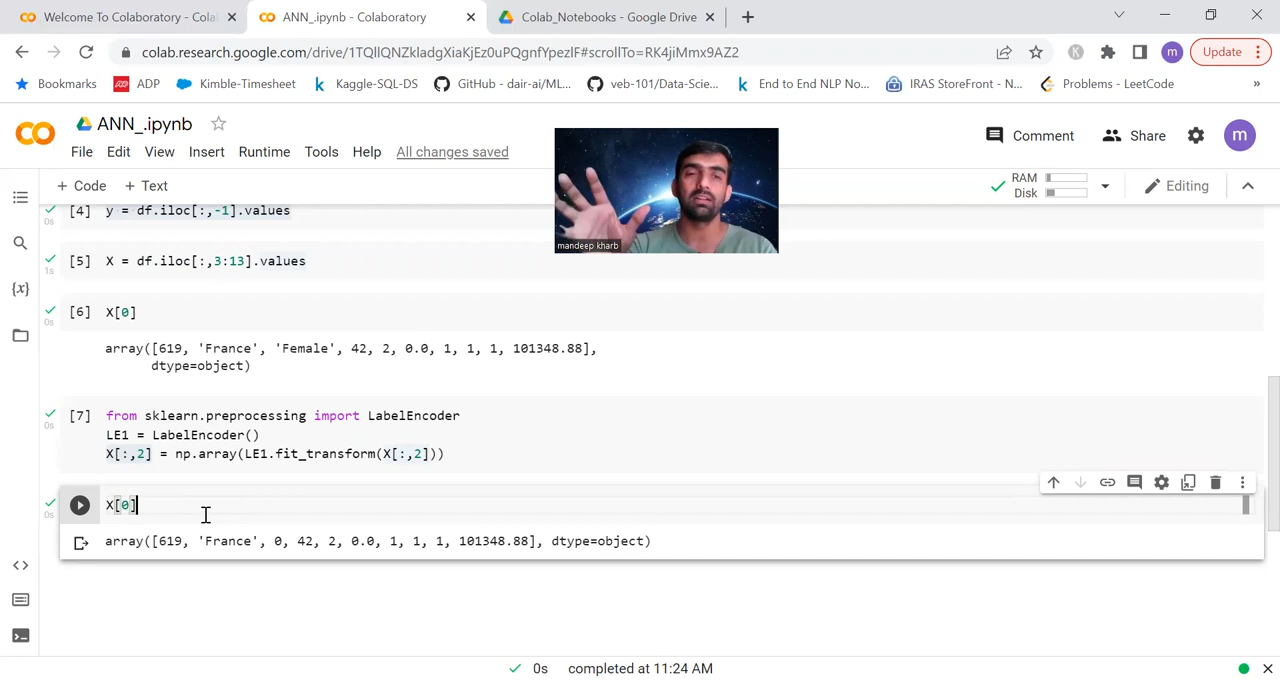 Welcome To Colaboratory - Cola
ANN_.ipynb - Colaboratory
Colab_Notebooks - Google Drive
colab.research.google.com/drive/1TQIlQNZkladgXiaKjEz0uPQgnfYpezlF#scrollTo=RK4jiMmx9AZ2
m
Update
Bookmarks
ADP
Kimble-Timesheet
k
Kaggle-SQL-DS
GitHub - dair-ai/ML...
veb-101/Data-Scie...
k
End to End NLP No...
IRAS StoreFront - N...
Problems - LeetCode
»
ANN_.ipynb
File Edit View Insert Runtime Tools Help All changes saved
Comment
Share
m
+ Code + Text
RAM
Disk
Editing
mandeep kharb
[4] y = df.iloc[:,-1].values
0s
[5] X = df.iloc[:,3:13].values
1s
[6] X[0]
0s
array([619, 'France', 'Female', 42, 2, 0.0, 1, 1, 1, 101348.88],
dtype=object)
[7] from sklearn.preprocessing import LabelEncoder
0s
LE1 = LabelEncoder()
X[:,2] = np.array(LE1.fit_transform(X[:,2]))
X[0]
0s
array([619, 'France', 0, 42, 2, 0.0, 1, 1, 1, 101348.88], dtype=object)
0s completed at 11:24 AM